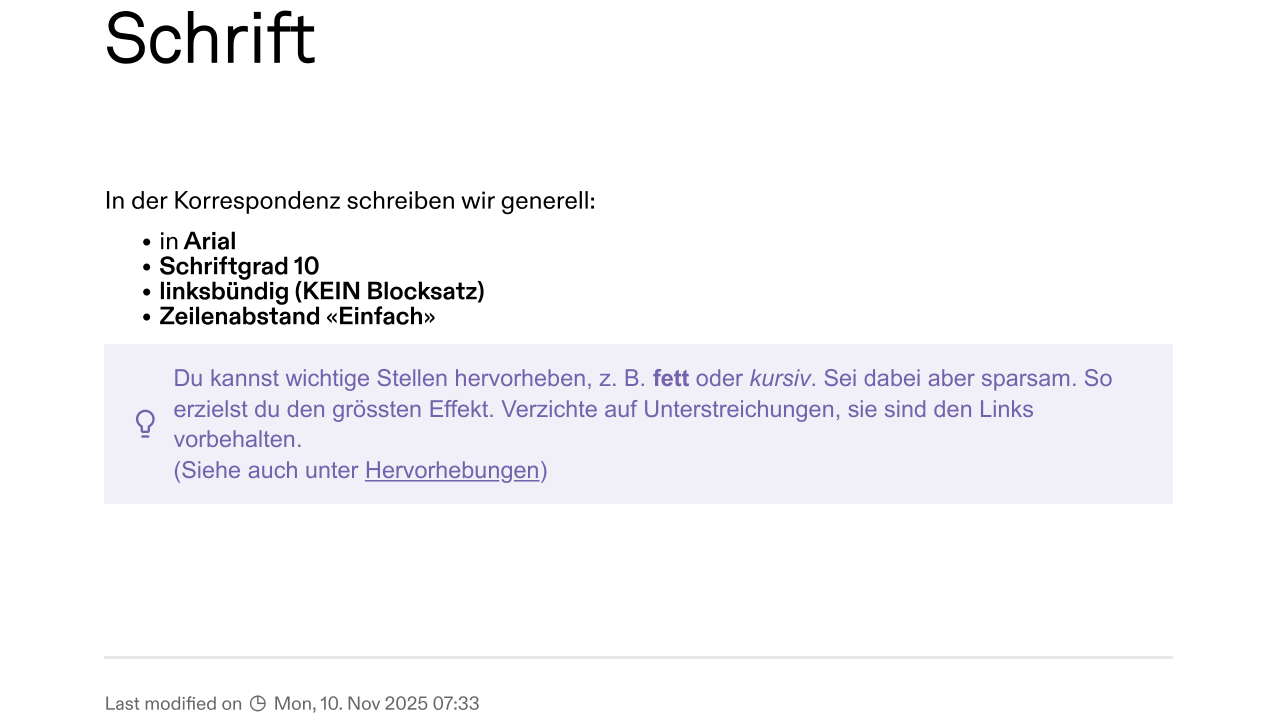 Schrift
In der Korrespondenz schreiben wir generell:
• in Arial
• Schriftgrad 10
• linksbündig (KEIN Blocksatz)
• Zeilenabstand «Einfach»
Du kannst wichtige Stellen hervorheben, z. B. fett oder kursiv. Sei dabei aber sparsam. So
erzielst du den grössten Effekt. Verzichte auf Unterstreichungen, sie sind den Links
vorbehalten.
(Siehe auch unter Hervorhebungen)
Last modified on Mon, 10. Nov 2025 07:33